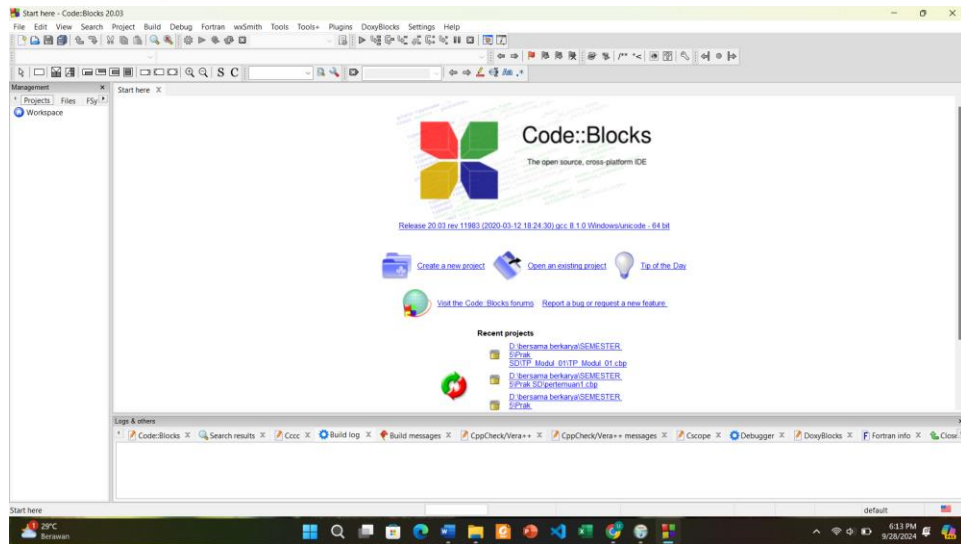 Start here - Code::Blocks 20.03
File Edit View Search Project Build Debug Fortran wxSmith Tools Tools+ Plugins DoxyBlocks Settings Help
S C
Management
Projects Files FSy
Workspace
Start here
Code::Blocks
The open source, cross-platform IDE
Release 20.03 rev 11983 (2020-03-12 18:24:30) gcc 8.1.0 Windows/unicode - 64 bit
Create a new project Open an existing project Tip of the Day
Visit the Code::Blocks forums Report a bug or request a new feature
Recent projects
D:\bersama berkarya\SEMESTER
5\Prak
SD\TP_Modul_01\TP_Modul_01.cbp
D:\bersama berkarya\SEMESTER
5\Prak SD\pertemuan1.cbp
D:\bersama berkarya\SEMESTER
5\Prak
Logs & others
Code::Blocks Search results Cccc Build log Build messages CppCheck/Vera++ CppCheck/Vera++ messages Cscope Debugger DoxyBlocks Fortran info Close
Start here default
1 29°C
Berawan
6:13 PM
9/28/2024